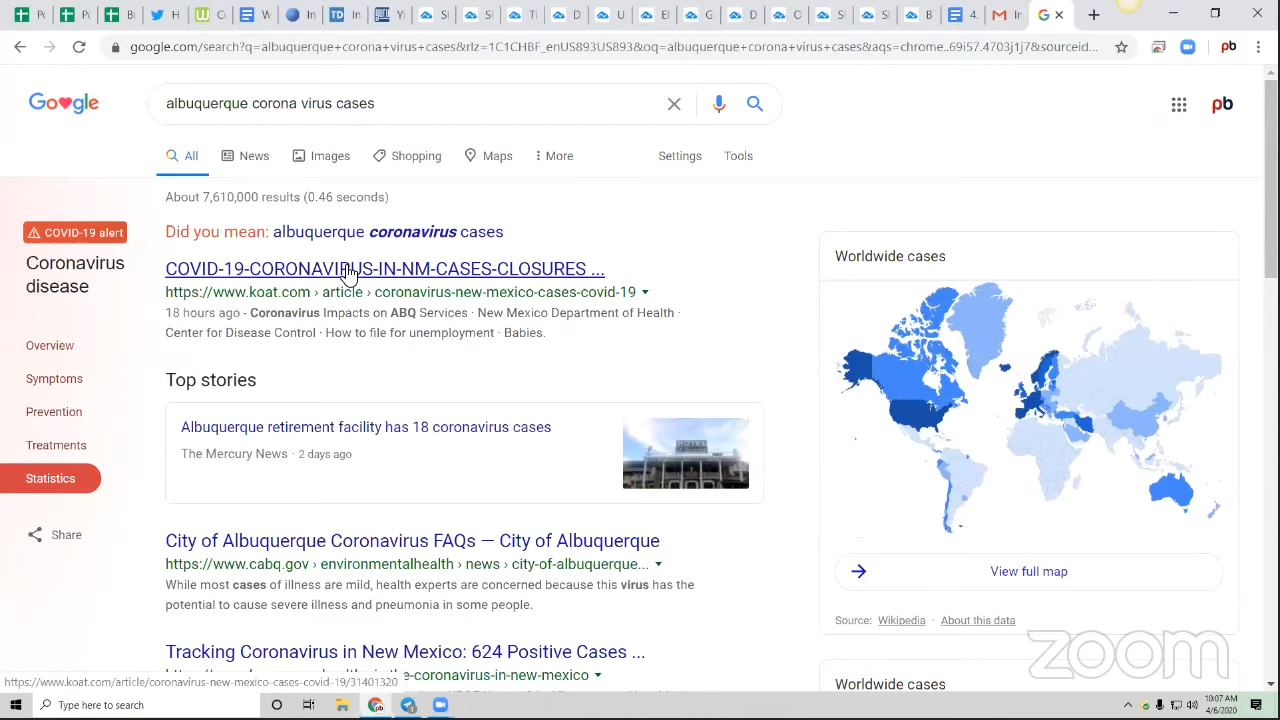 google.com/search?q=albuquerque+corona+virus+cases&rlz=1C1CHBF_enUS893US893&oq=albuquerque+corona+virus+cases&aqs=chrome..69i57.4703j1j7&sourceid...
pb
Google
albuquerque corona virus cases
pb
All
News
Images
Shopping
Maps
More
Settings
Tools
About 7,610,000 results (0.46 seconds)
COVID-19 alert
Coronavirus
disease
Overview
Symptoms
Prevention
Treatments
Statistics
Share
Did you mean: albuquerque coronavirus cases
COVID-19-CORONAVIRUS-IN-NM-CASES-CLOSURES ...
https://www.koat.com › article › coronavirus-new-mexico-cases-covid-19
18 hours ago - Coronavirus Impacts on ABQ Services · New Mexico Department of Health ·
Center for Disease Control · How to file for unemployment · Babies.
Top stories
Albuquerque retirement facility has 18 coronavirus cases
The Mercury News · 2 days ago
HOTEL
City of Albuquerque Coronavirus FAQs — City of Albuquerque
https://www.cabq.gov › environmentalhealth › news › city-of-albuquerque...
While most cases of illness are mild, health experts are concerned because this virus has the
potential to cause severe illness and pneumonia in some people.
Tracking Coronavirus in New Mexico: 624 Positive Cases ...
e-coronavirus-in-new-mexico
Worldwide cases
View full map
Source: Wikipedia · About this data
Worldwide cases
zoom
https://www.koat.com/article/coronavirus-new-mexico-cases-covid-19/31401320
Type here to search
10:07 AM
4/6/2020